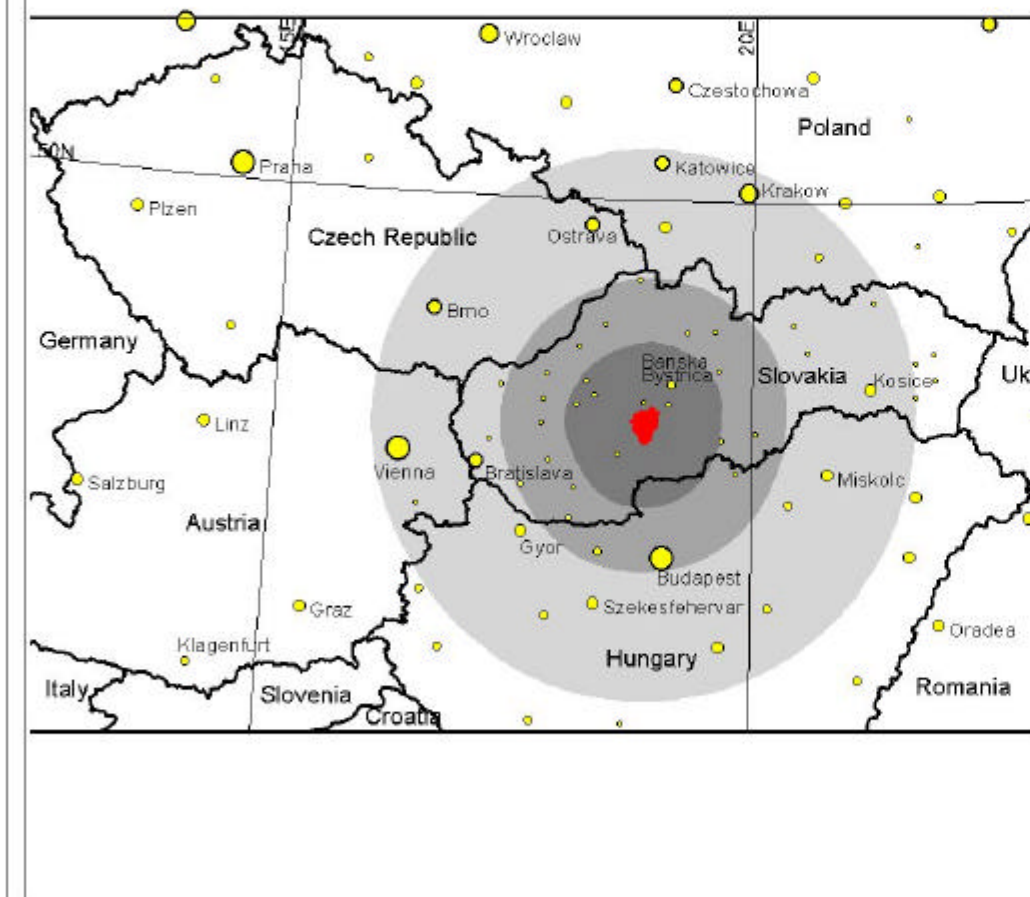 15E
20E
Wroclaw
Czestochowa
Poland
50N
Praha
Katowice
Krakow
Plzen
Czech Republic
Ostrava
Brno
Germany
Banska
Bystrica
Slovakia
Kosice
Uk
Linz
Vienna
Bratislava
Miskolc
Salzburg
Austria
Gyor
Budapest
Graz
Szekesfehervar
Oradea
Klagenfurt
Hungary
Italy
Slovenia
Romania
Croatia